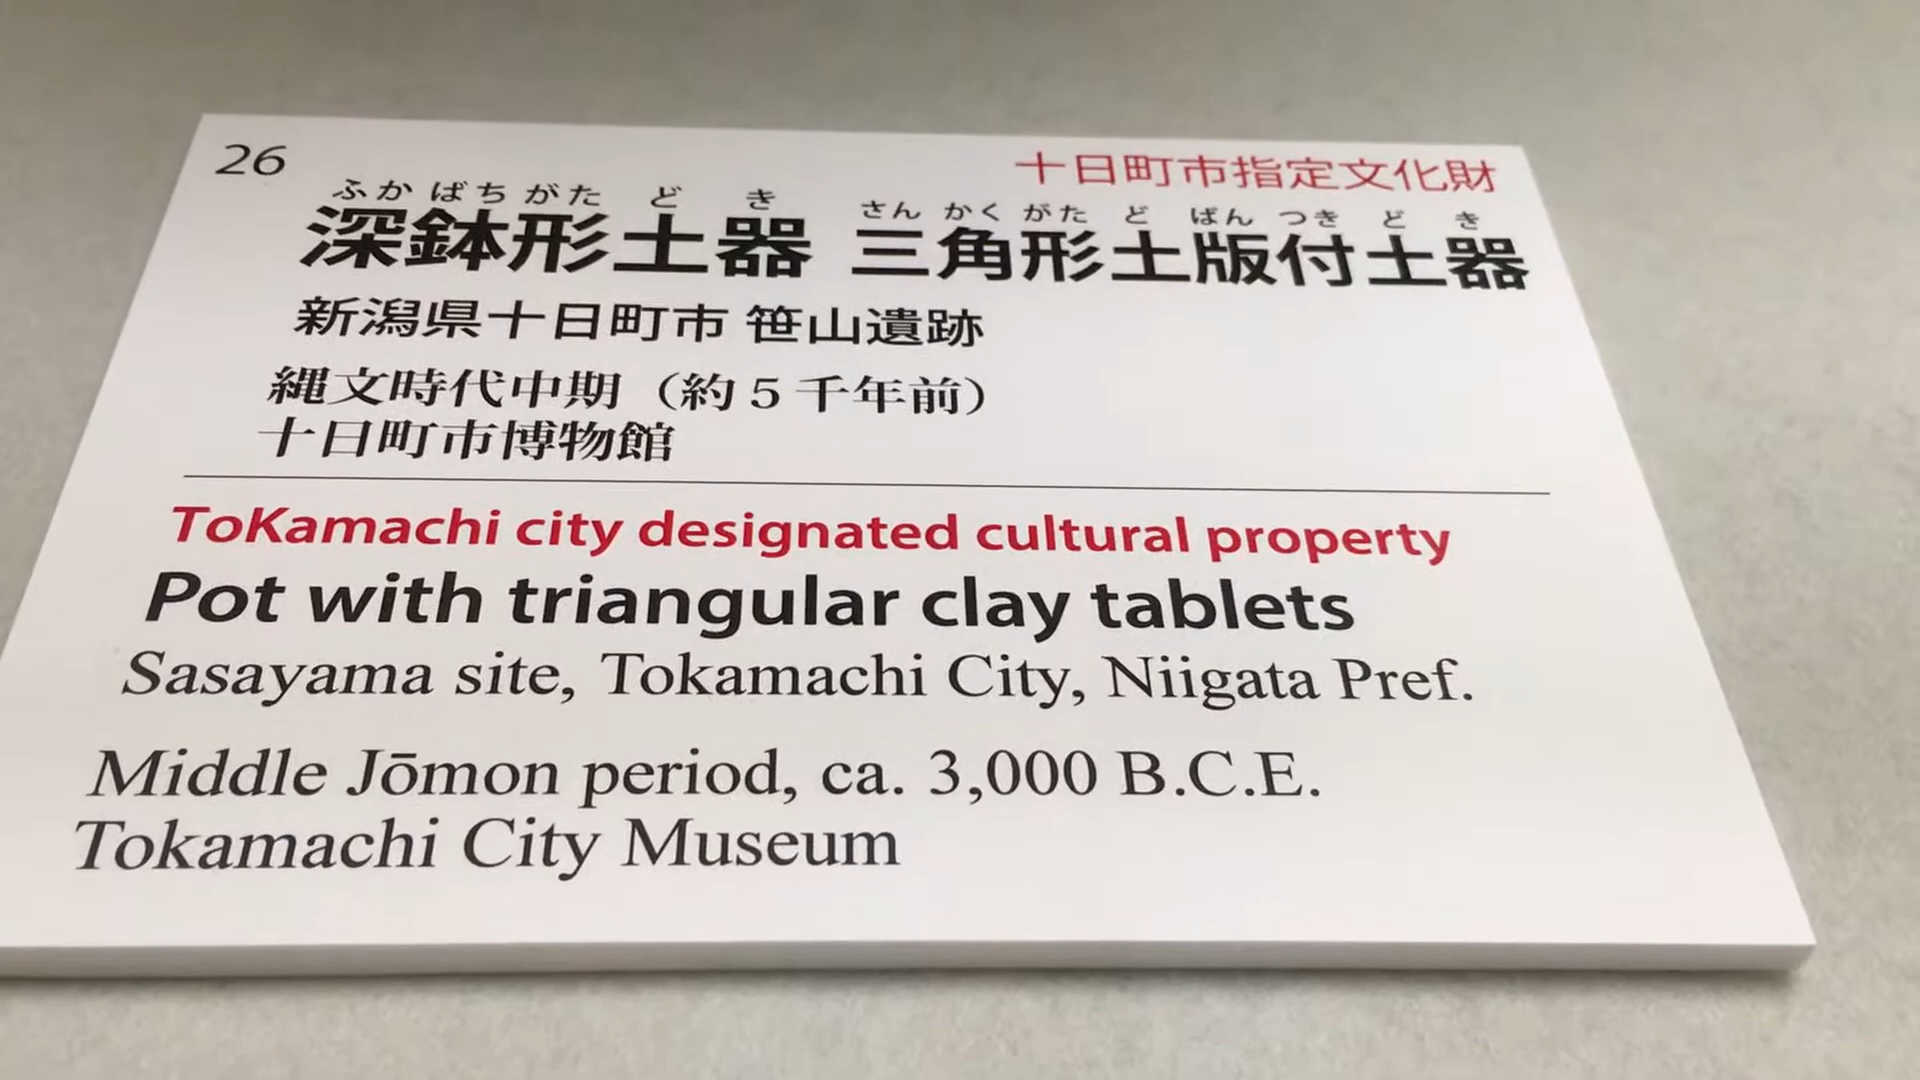 26
十日町市指定文化財
ふかばちがたどき さんかくがたどばんつきどき
深鉢形土器 三角形土版付土器
新潟県十日町市 笹山遺跡
縄文時代中期（約５千年前）
十日町市博物館
ToKamachi city designated cultural property
Pot with triangular clay tablets
Sasayama site, Tokamachi City, Niigata Pref.
Middle Jōmon period, ca. 3,000 B.C.E.
Tokamachi City Museum